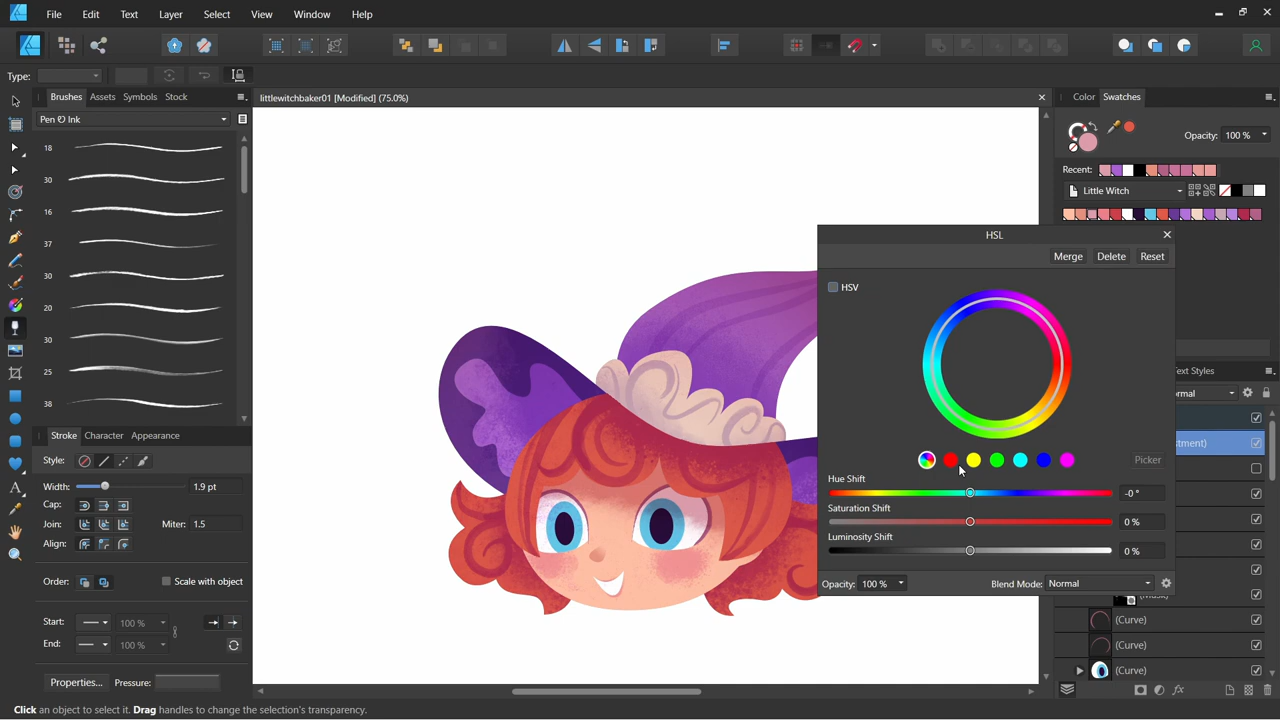 File Edit Text Layer Select View Window Help
Type:
Brushes Assets Symbols Stock
littlewitchbaker01 [Modified] (75.0%)
Color Swatches
Pen & Ink
Opacity: 100 %
18
Recent:
30
Little Witch
16
37
HSL
Merge Delete Reset
30
HSV
20
30
25
Text Styles
38
Stroke Character Appearance
Style:
Picker
Width: 1.9 pt
Hue Shift
-0 °
Cap:
Saturation Shift
0 %
Join: Miter: 1.5
Luminosity Shift
0 %
Align:
Order: Scale with object
Opacity: 100 % Blend Mode: Normal
(Mask)
Start: 100 %
(Curve)
End: 100 %
(Curve)
(Curve)
Properties... Pressure:
Click an object to select it. Drag handles to change the selection's transparency.